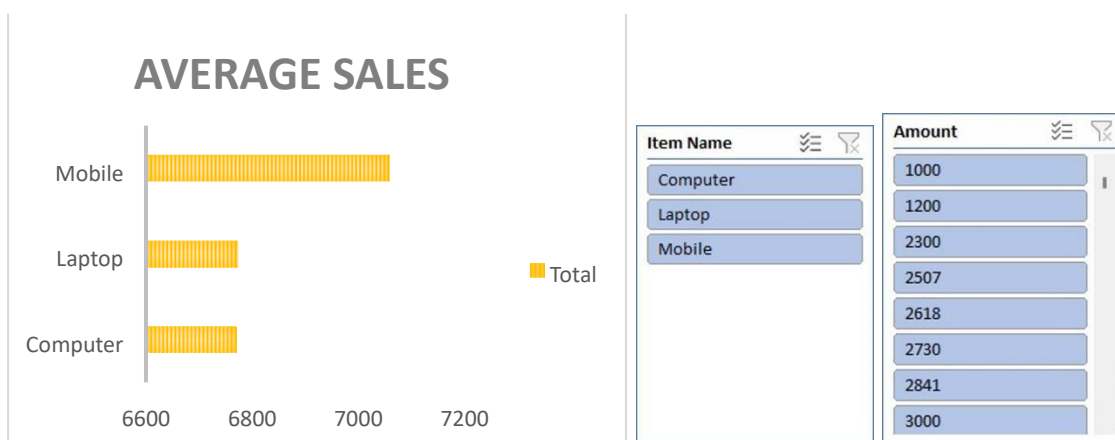 AVERAGE SALES
Mobile
Laptop
Computer
6600 6800 7000 7200
Total
Item Name
Computer
Laptop
Mobile
Amount
1000
1200
2300
2507
2618
2730
2841
3000